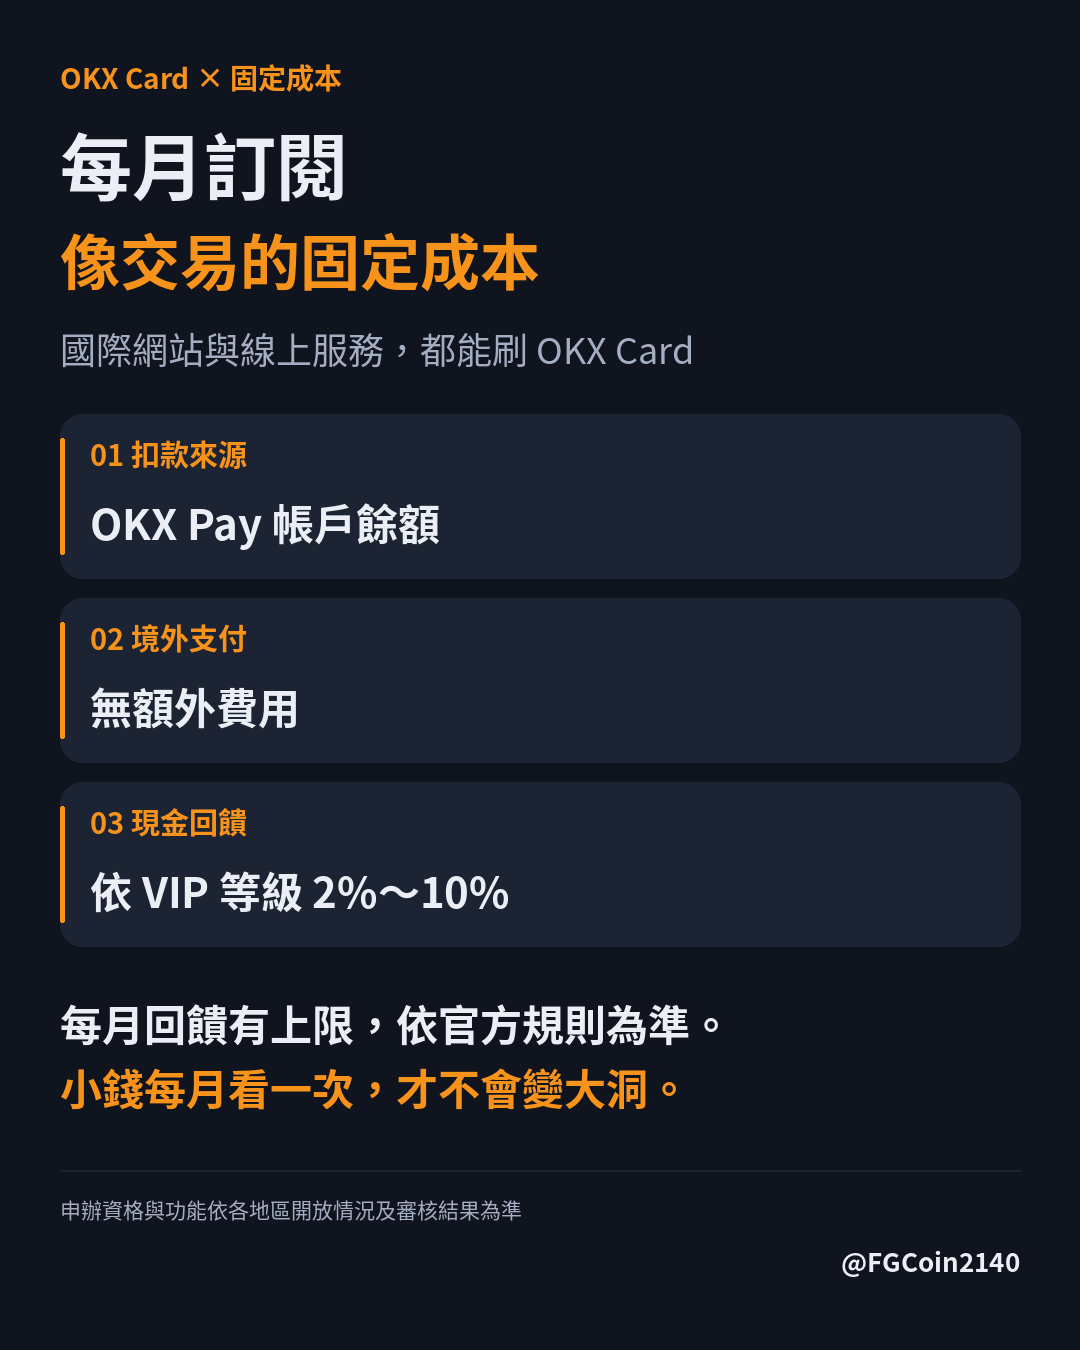 OKX Card × 固定成本
每月訂閱
像交易的固定成本
國際網站與線上服務，都能刷 OKX Card
01 扣款來源
OKX Pay 帳戶餘額
02 境外支付
無額外費用
03 現金回饋
依 VIP 等級 2%～10%
每月回饋有上限，依官方規則為準。
小錢每月看一次，才不會變大洞。
申辦資格與功能依各地區開放情況及審核結果為準
@FGCoin2140